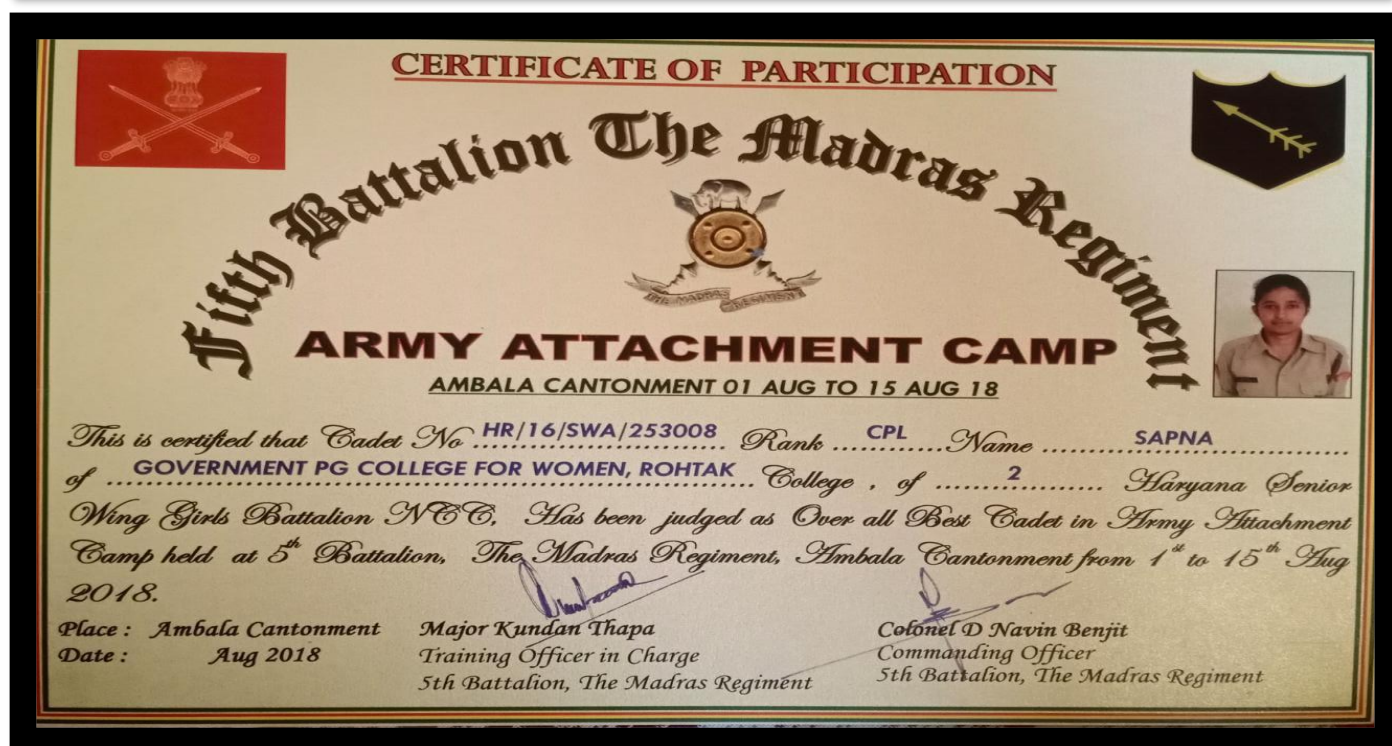 CERTIFICATE OF PARTICIPATION
Fifth Battalion The Madras Regiment
THE MADRAS REGIMENT
ARMY ATTACHMENT CAMP
AMBALA CANTONMENT 01 AUG TO 15 AUG 18
This is certified that Cadet No HR/16/SWA/253008 Rank CPL Name SAPNA
of GOVERNMENT PG COLLEGE FOR WOMEN, ROHTAK College , of 2 Haryana Senior
Wing Girls Battalion NCC, Has been judged as Over all Best Cadet in Army Attachment
Camp held at 5th Battalion, The Madras Regiment, Ambala Cantonment from 1st to 15th Aug
2018.
Place : Ambala Cantonment Major Kundan Thapa Colonel D Navin Benjit
Date : Aug 2018 Training Officer in Charge Commanding Officer
5th Battalion, The Madras Regiment 5th Battalion, The Madras Regiment